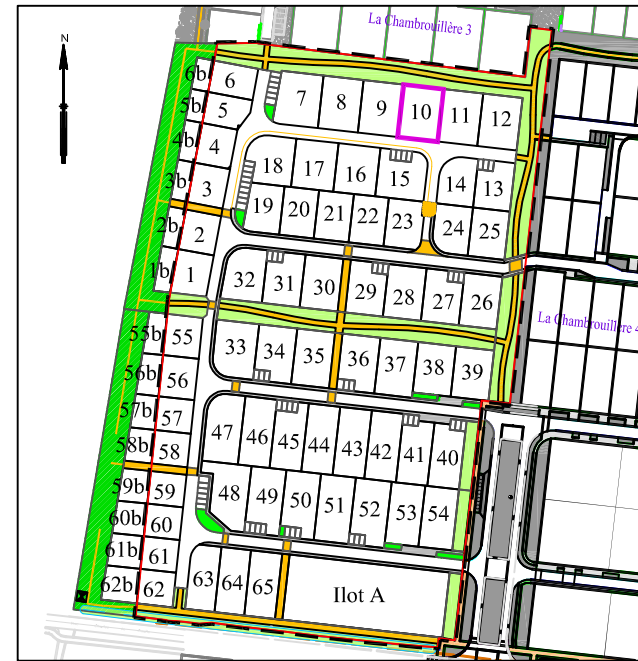 La Chambrouillère 3
N
6b 6 7 8 9 10 11 12
5b 5
4b 4 18 17 16 15 14 13
3b 3 19 20 21 22 23 24 25
2b 2
1b 1 32 31 30 29 28 27 26
La Chambrouillère 4
55b 55 33 34 35 36 37 38 39
56b 56
57b 57 47 46 45 44 43 42 41 40
58b 58
59b 59 48 49 50 51 52 53 54
60b 60
61b 61
62b 62 63 64 65 Ilot A